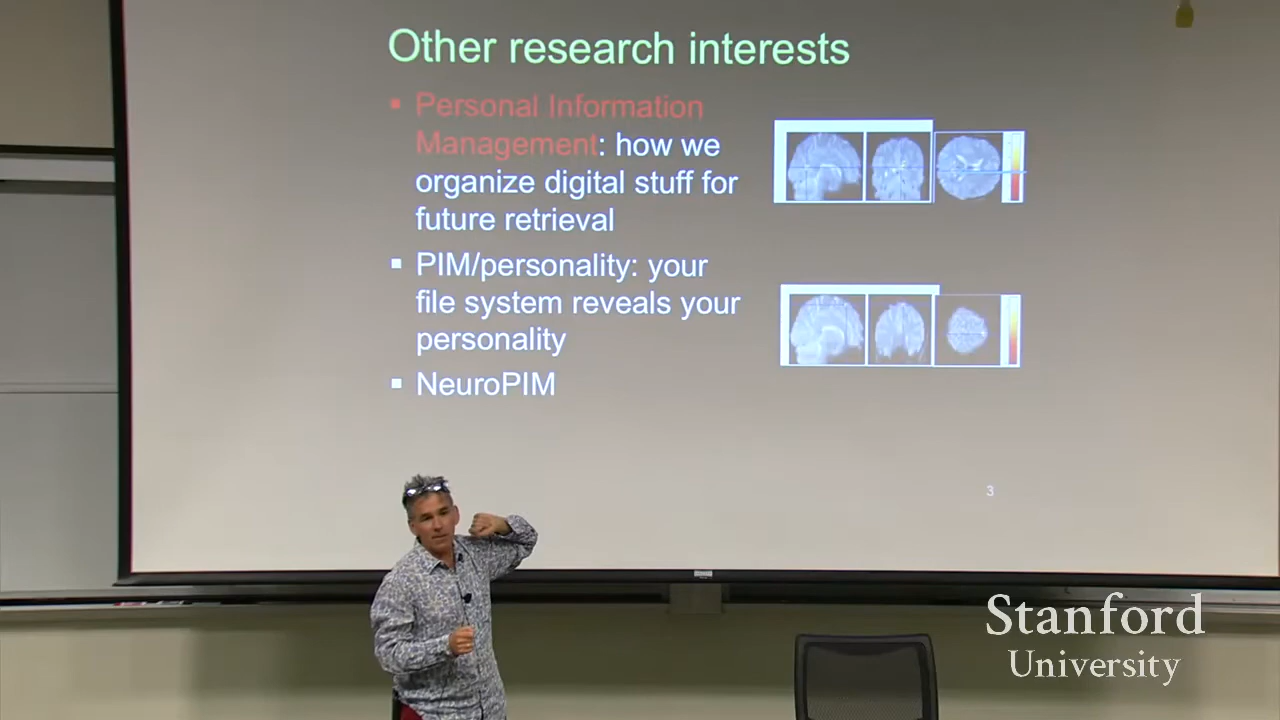 Other research interests
▪ Personal Information
Management: how we
organize digital stuff for
future retrieval
▪ PIM/personality: your
file system reveals your
personality
▪ NeuroPIM
3
Stanford
University